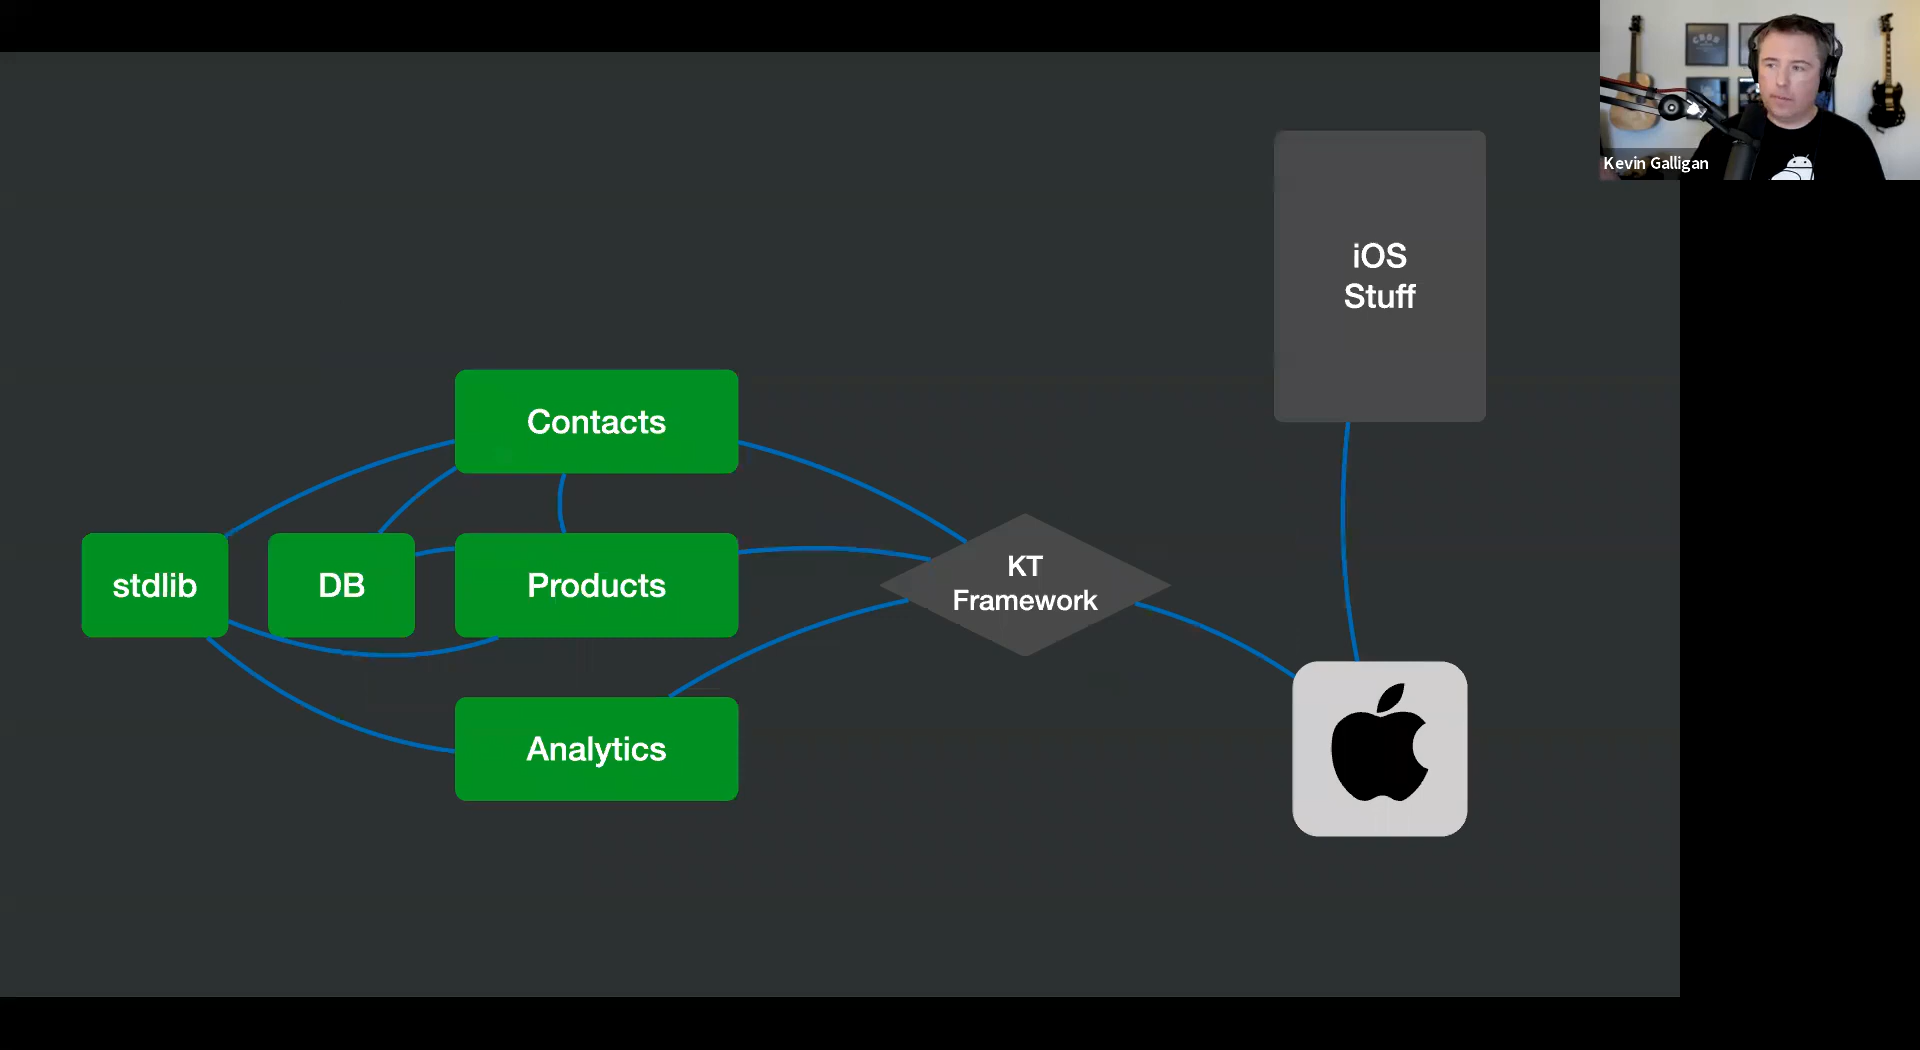 Kevin Galligan
iOS
Stuff
Contacts
stdlib
DB
Products
KT
Framework
Analytics